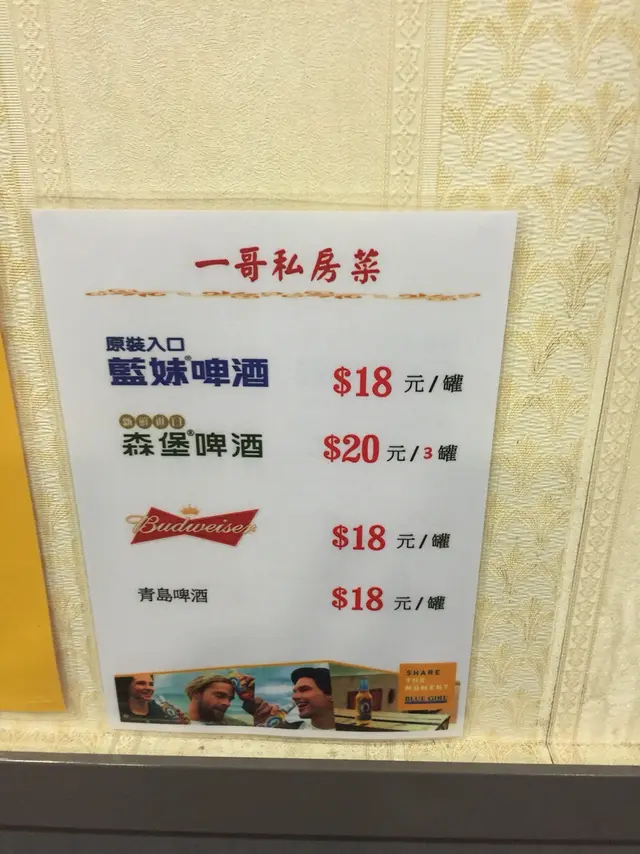 一哥私房菜
原裝入口
藍妹®啤酒 $18 元/罐
森堡®啤酒 $20 元/3 罐
Budweiser $18 元/罐
青島啤酒 $18 元/罐
SHARE
THE
MOMENT
BLUE GIRL